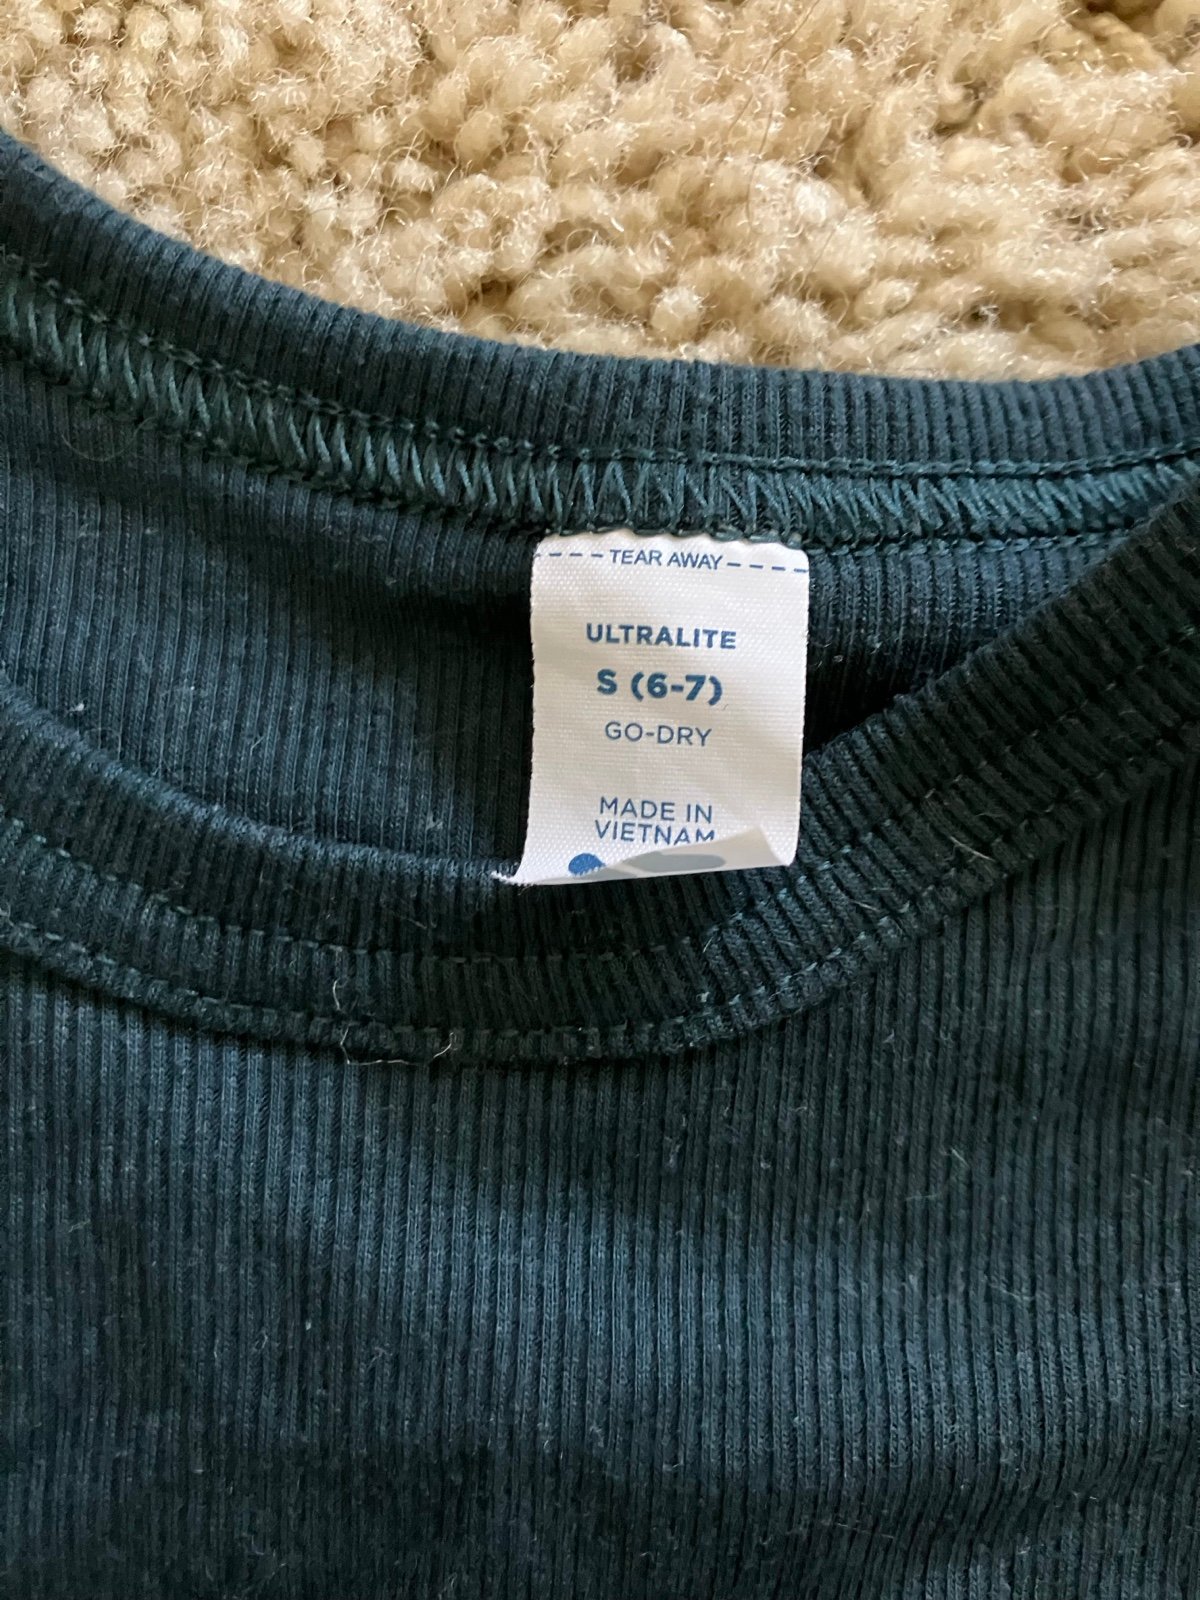 TEAR AWAY
ULTRALITE
S (6-7)
GO-DRY
MADE IN
VIETNAM